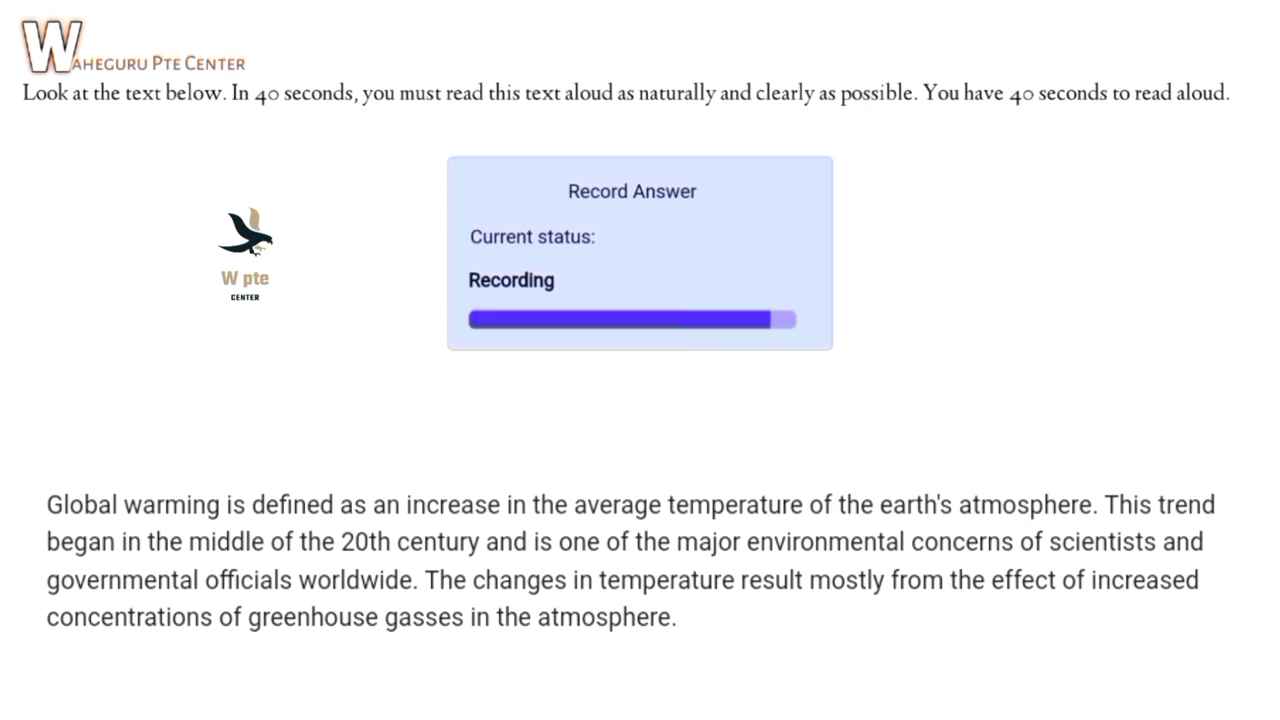 WAHEGURU PTE CENTER
Look at the text below. In 40 seconds, you must read this text aloud as naturally and clearly as possible. You have 40 seconds to read aloud.
Record Answer
Current status:
Recording
W pte
CENTER
Global warming is defined as an increase in the average temperature of the earth's atmosphere. This trend
began in the middle of the 20th century and is one of the major environmental concerns of scientists and
governmental officials worldwide. The changes in temperature result mostly from the effect of increased
concentrations of greenhouse gasses in the atmosphere.